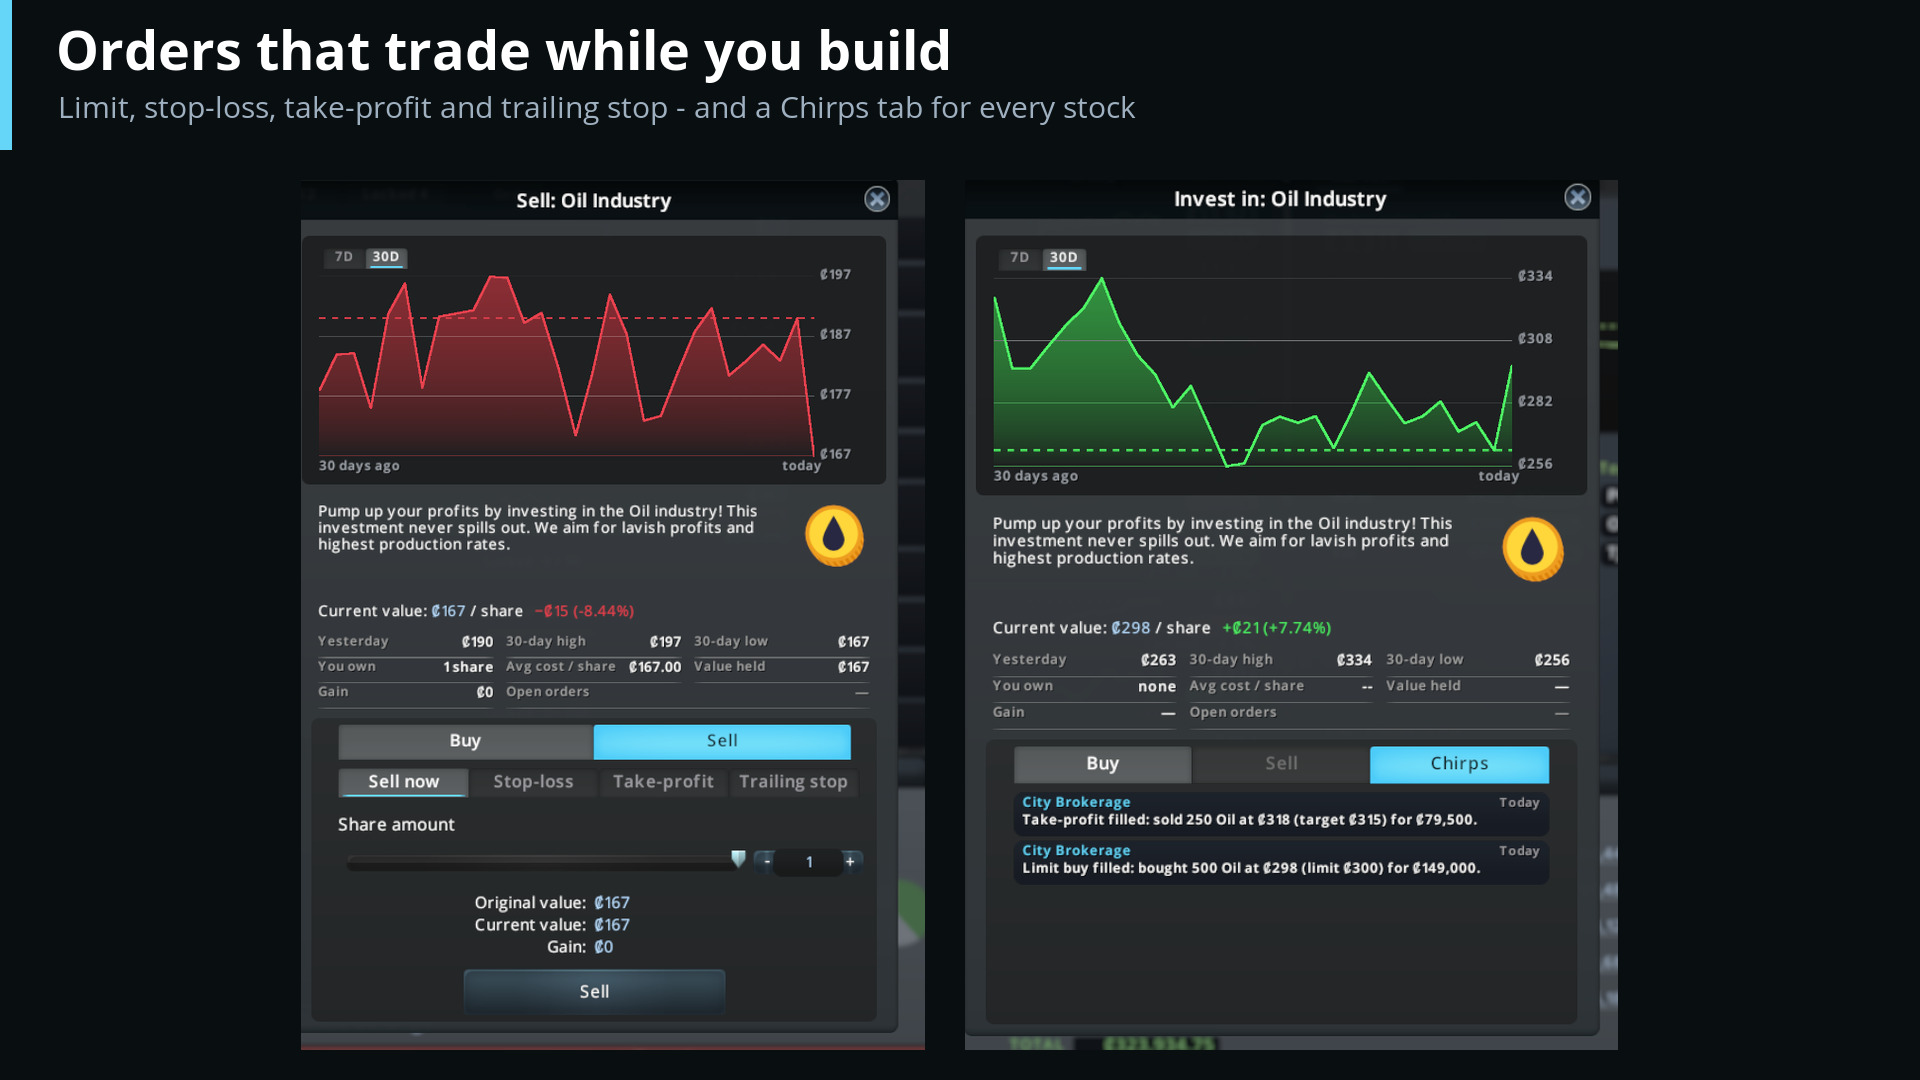 Orders that trade while you build
Limit, stop-loss, take-profit and trailing stop - and a Chirps tab for every stock
Sell: Oil Industry
7D 30D
₡197
₡187
₡177
₡167
30 days ago today
Pump up your profits by investing in the Oil industry! This
investment never spills out. We aim for lavish profits and
highest production rates.
Current value: ₡167 / share −₡15 (-8.44%)
Yesterday ₡190 30-day high ₡197 30-day low ₡167
You own 1 share Avg cost / share ₡167.00 Value held ₡167
Gain ₡0 Open orders —
Buy Sell
Sell now Stop-loss Take-profit Trailing stop
Share amount
- 1 +
Original value: ₡167
Current value: ₡167
Gain: ₡0
Sell
Invest in: Oil Industry
7D 30D
₡334
₡308
₡282
₡256
30 days ago today
Pump up your profits by investing in the Oil industry! This
investment never spills out. We aim for lavish profits and
highest production rates.
Current value: ₡298 / share +₡21 (+7.74%)
Yesterday ₡263 30-day high ₡334 30-day low ₡256
You own none Avg cost / share -- Value held —
Gain — Open orders —
Buy Sell Chirps
City Brokerage Today
Take-profit filled: sold 250 Oil at ₡318 (target ₡315) for ₡79,500.
City Brokerage Today
Limit buy filled: bought 500 Oil at ₡298 (limit ₡300) for ₡149,000.
TOTAL ₡323,934.75